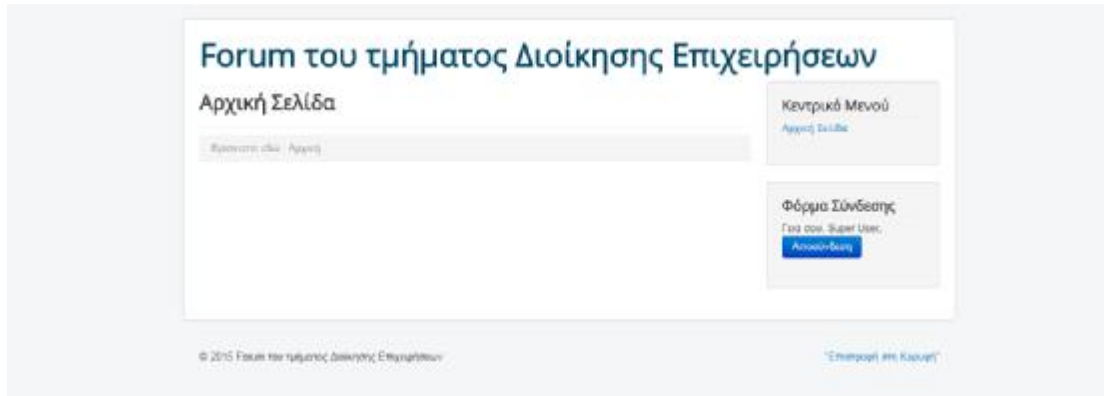 Forum του τμήματος Διοίκησης Επιχειρήσεων
Αρχική Σελίδα
Βρίσκεστε εδώ: Αρχική
Κεντρικό Μενού
Αρχική Σελίδα
Φόρμα Σύνδεσης
Γεια σου, Super User,
Αποσύνδεση
© 2015 Forum του τμήματος Διοίκησης Επιχειρήσεων
"Επιστροφή στη Κορυφή"